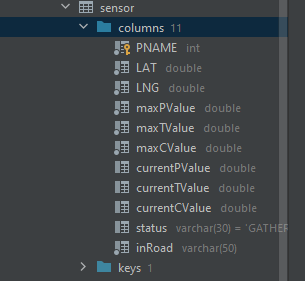 sensor
columns 11
PNAME int
LAT double
LNG double
maxPValue double
maxTValue double
maxCValue double
currentPValue double
currentTValue double
currentCValue double
status varchar(30) = 'GATHER
inRoad varchar(50)
keys 1